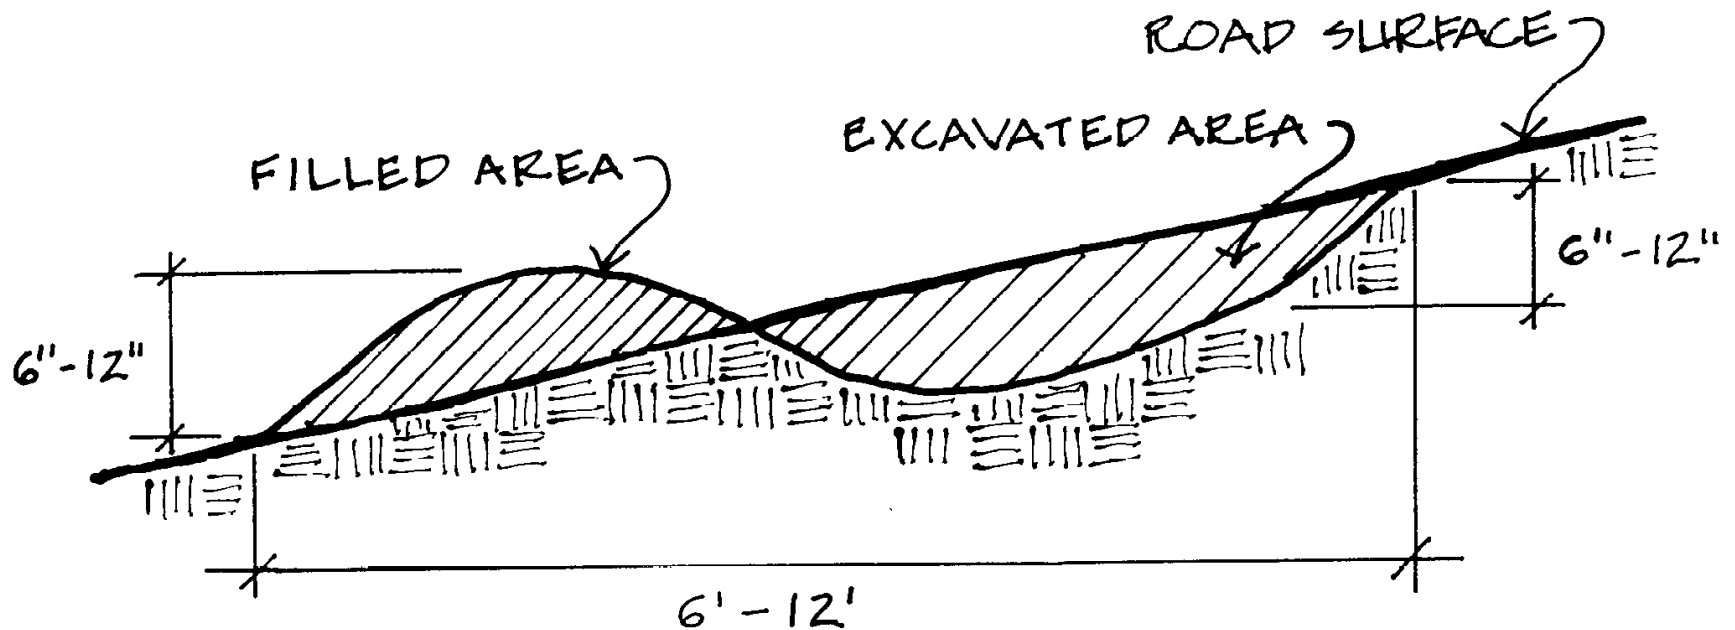 ROAD SURFACE
EXCAVATED AREA
FILLED AREA
6"-12"
6"-12"
6'-12'